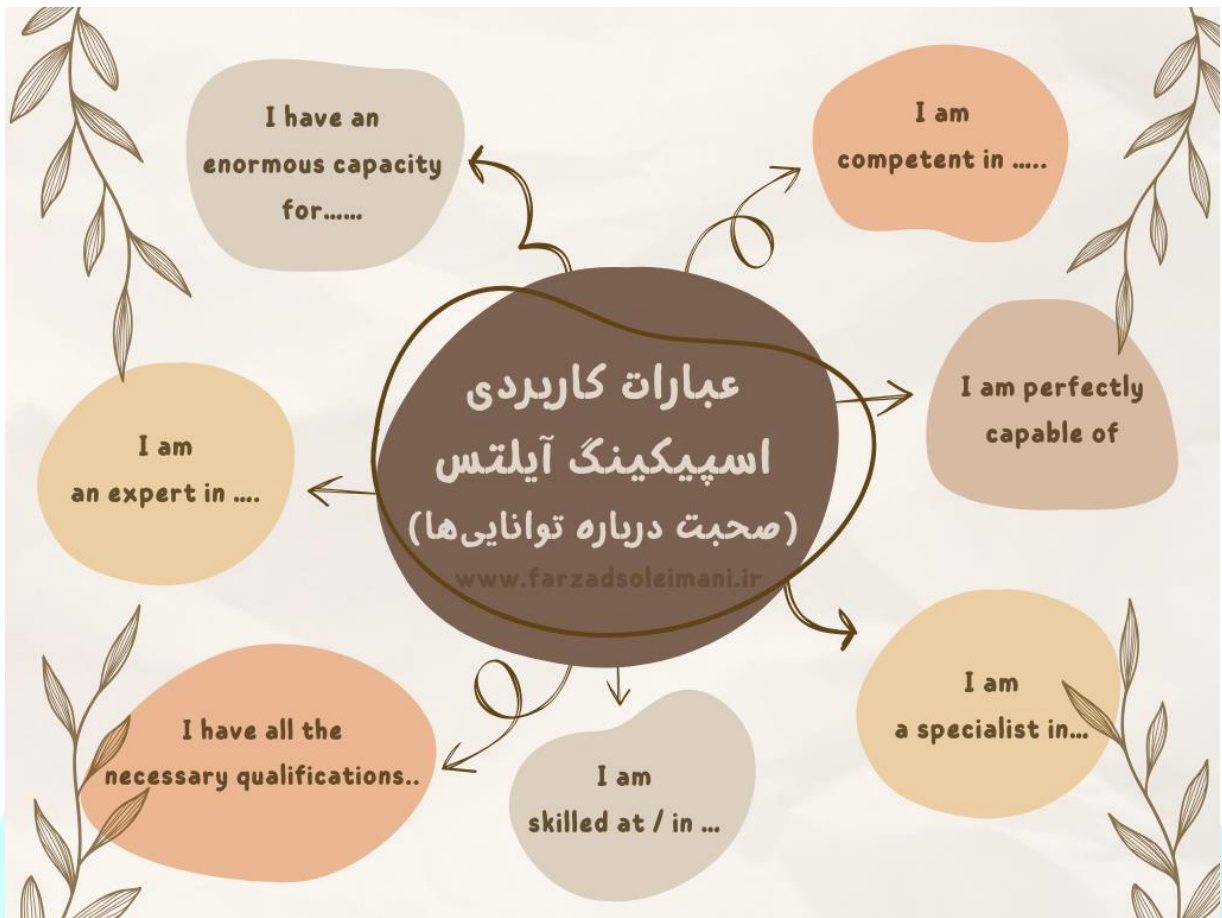 I have an
enormous capacity
for......
I am
competent in .....
عبارات کاربردی
اسپیکینگ آیلتس
(صحبت درباره توانایی‌ها)
www.farzadsoleimani.ir
I am perfectly
capable of
I am
an expert in ....
I am
a specialist in...
I have all the
necessary qualifications..
I am
skilled at / in ...